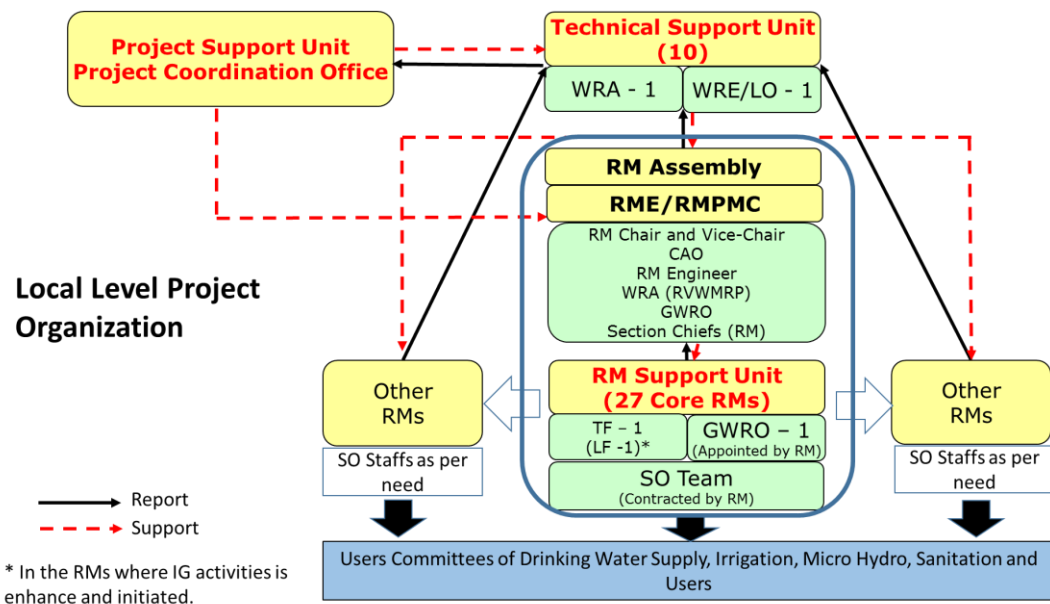 Project Support Unit
Project Coordination Office
Technical Support Unit
(10)
WRA - 1
WRE/LO - 1
RM Assembly
RME/RMPMC
RM Chair and Vice-Chair
CAO
RM Engineer
WRA (RVWMRP)
GWRO
Section Chiefs (RM)
Local Level Project
Organization
Other
RMs
RM Support Unit
(27 Core RMs)
Other
RMs
TF – 1
(LF -1)*
GWRO – 1
(Appointed by RM)
SO Staffs as per
need
SO Team
(Contracted by RM)
SO Staffs as per
need
Report
Support
Users Committees of Drinking Water Supply, Irrigation, Micro Hydro, Sanitation and
Users
* In the RMs where IG activities is
enhance and initiated.